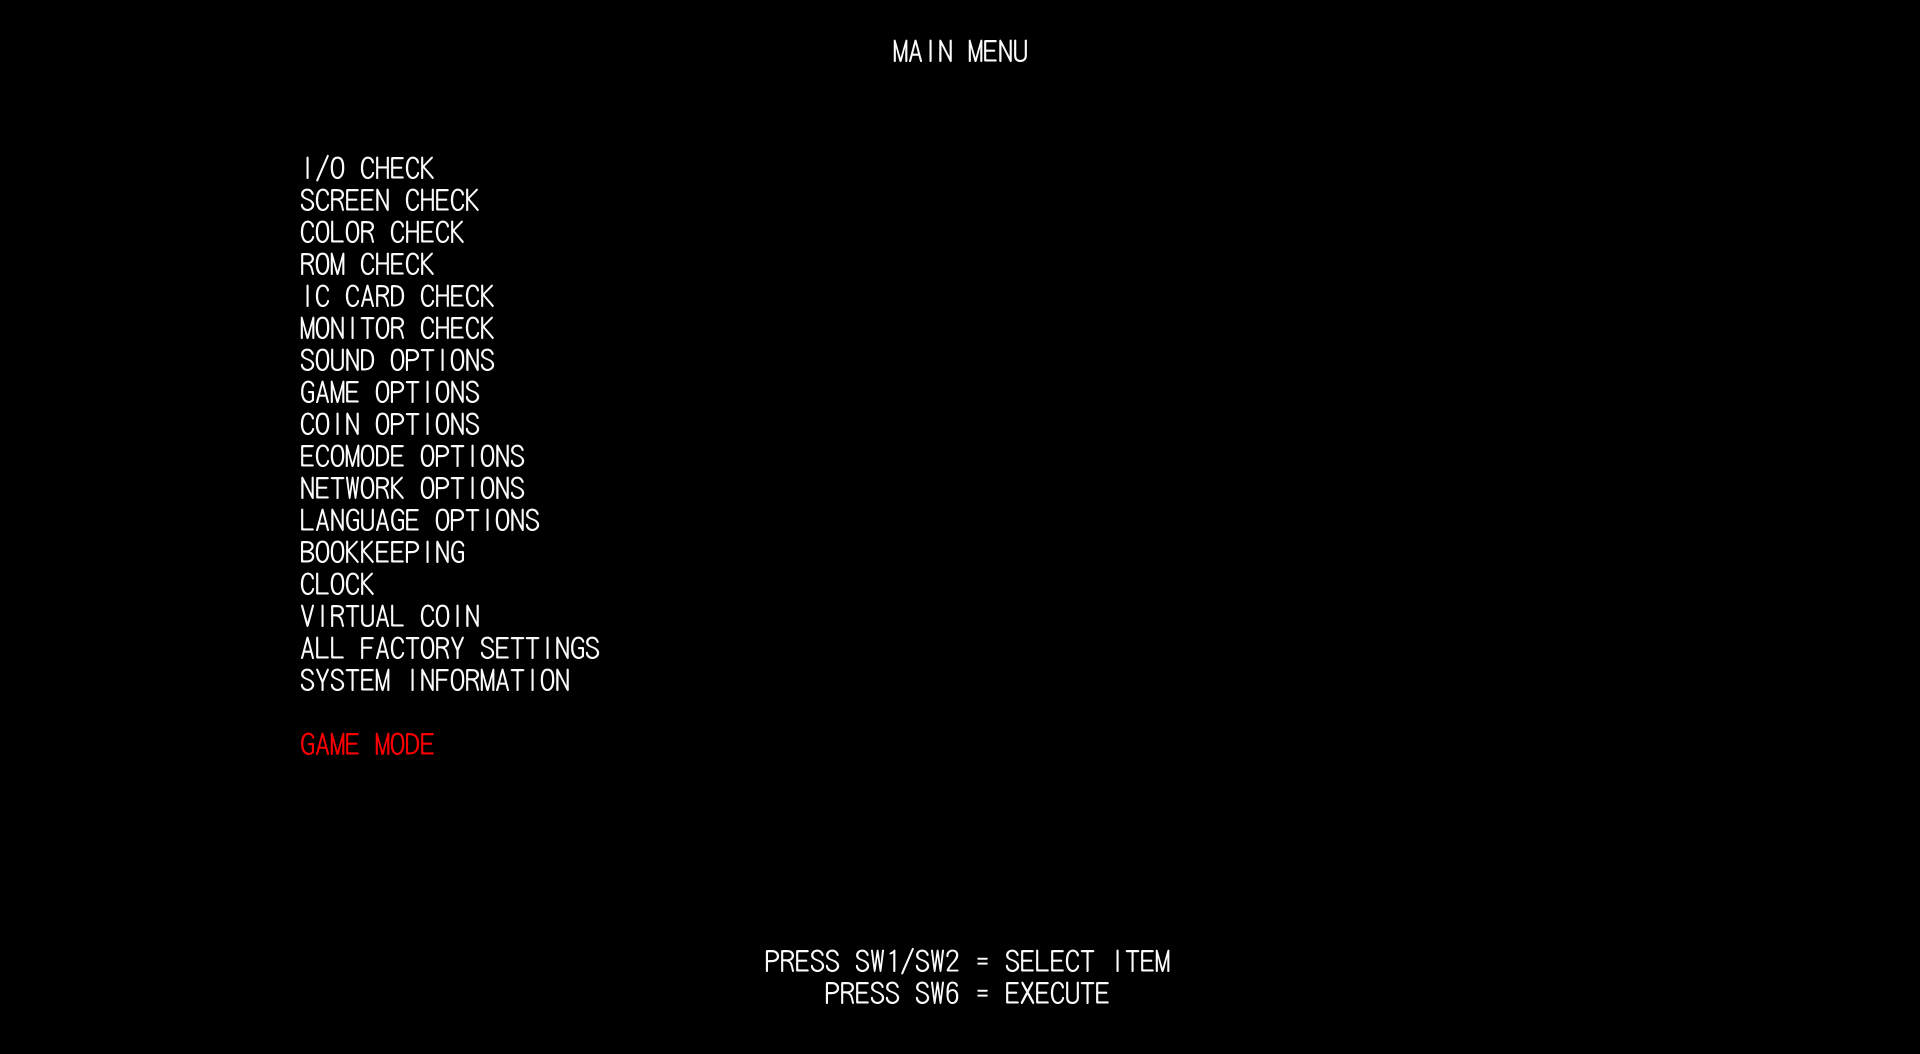 MAIN MENU
I/O CHECK
SCREEN CHECK
COLOR CHECK
ROM CHECK
IC CARD CHECK
MONITOR CHECK
SOUND OPTIONS
GAME OPTIONS
COIN OPTIONS
ECOMODE OPTIONS
NETWORK OPTIONS
LANGUAGE OPTIONS
BOOKKEEPING
CLOCK
VIRTUAL COIN
ALL FACTORY SETTINGS
SYSTEM INFORMATION
GAME MODE
PRESS SW1/SW2 = SELECT ITEM
PRESS SW6 = EXECUTE